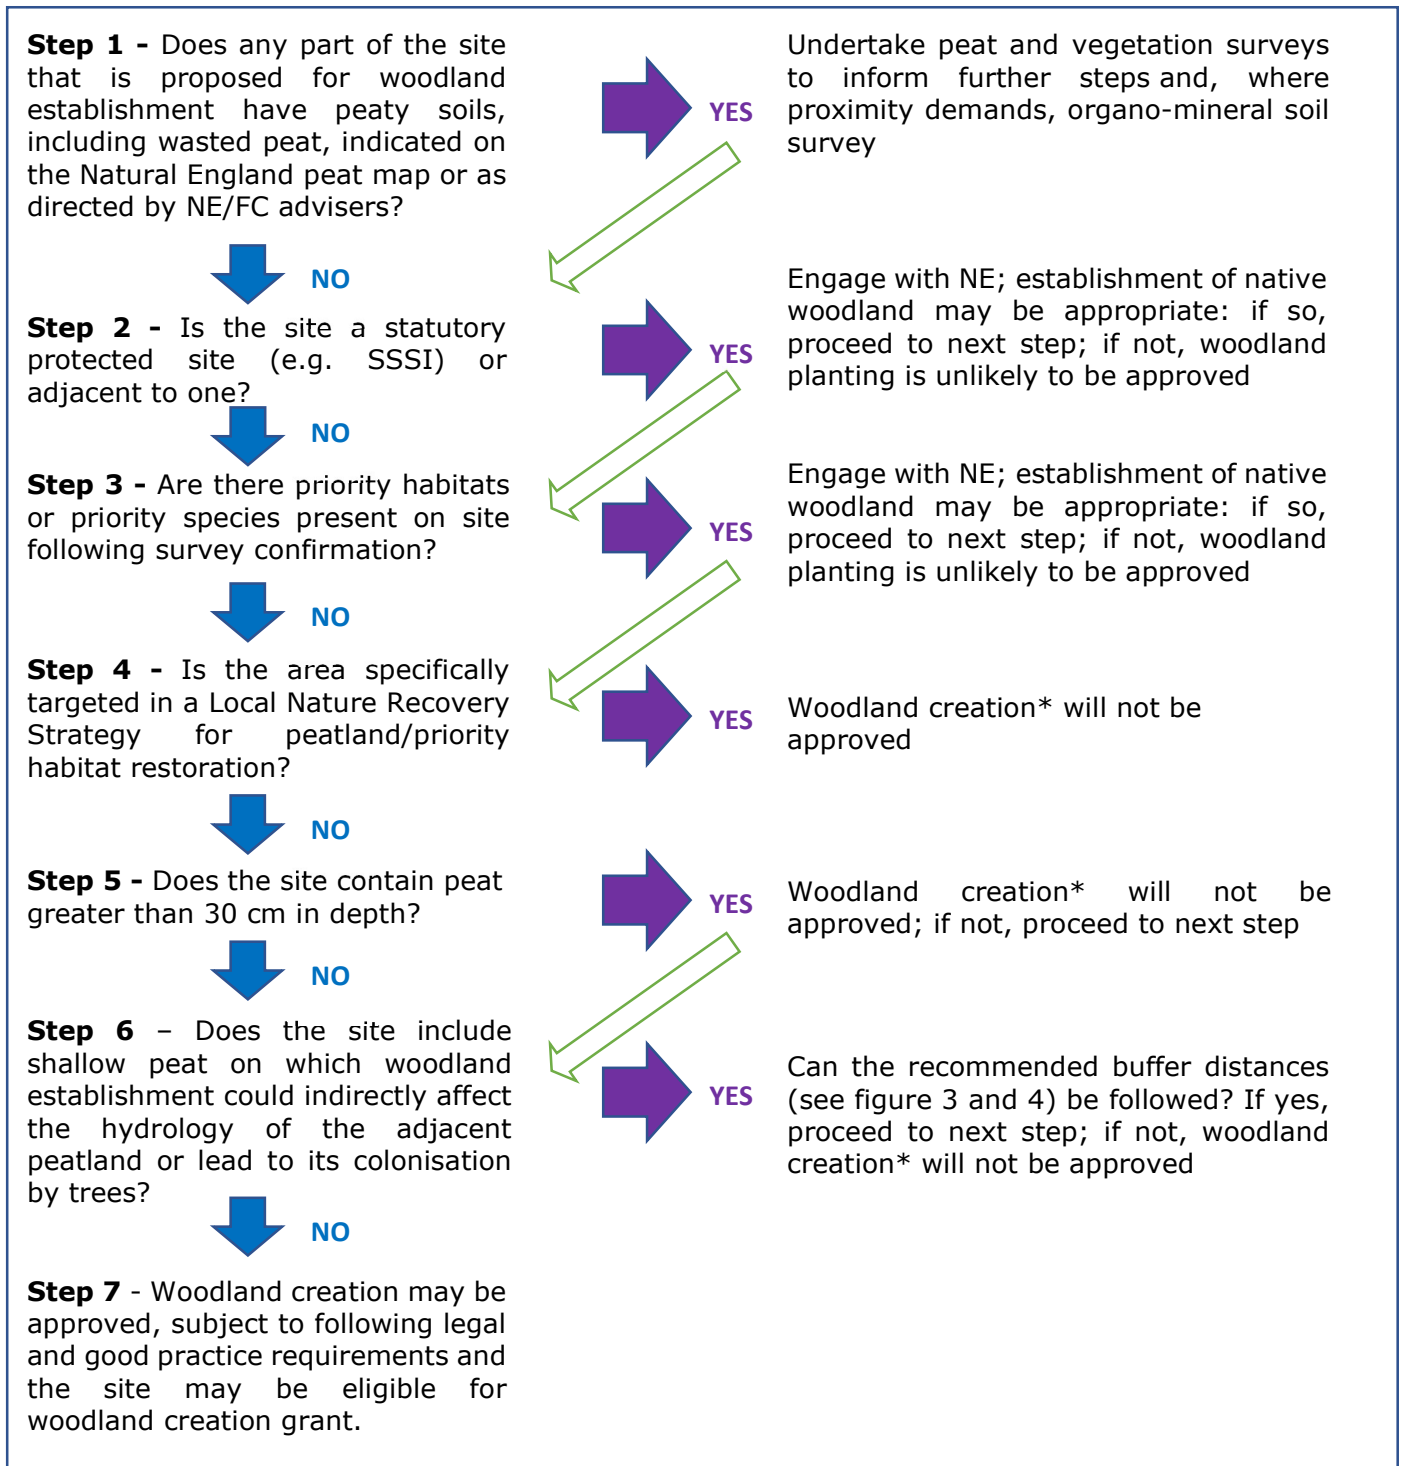 Step 1 - Does any part of the site
that is proposed for woodland
establishment have peaty soils,
including wasted peat, indicated on
the Natural England peat map or as
directed by NE/FC advisers?
YES
Undertake peat and vegetation surveys
to inform further steps and, where
proximity demands, organo-mineral soil
survey
NO
Step 2 - Is the site a statutory
protected site (e.g. SSSI) or
adjacent to one?
YES
Engage with NE; establishment of native
woodland may be appropriate: if so,
proceed to next step; if not, woodland
planting is unlikely to be approved
NO
Step 3 - Are there priority habitats
or priority species present on site
following survey confirmation?
YES
Engage with NE; establishment of native
woodland may be appropriate: if so,
proceed to next step; if not, woodland
planting is unlikely to be approved
NO
Step 4 - Is the area specifically
targeted in a Local Nature Recovery
Strategy for peatland/priority
habitat restoration?
YES
Woodland creation* will not be
approved
NO
Step 5 - Does the site contain peat
greater than 30 cm in depth?
YES
Woodland creation* will not be
approved; if not, proceed to next step
NO
Step 6 – Does the site include
shallow peat on which woodland
establishment could indirectly affect
the hydrology of the adjacent
peatland or lead to its colonisation
by trees?
YES
Can the recommended buffer distances
(see figure 3 and 4) be followed? If yes,
proceed to next step; if not, woodland
creation* will not be approved
NO
Step 7 - Woodland creation may be
approved, subject to following legal
and good practice requirements and
the site may be eligible for
woodland creation grant.